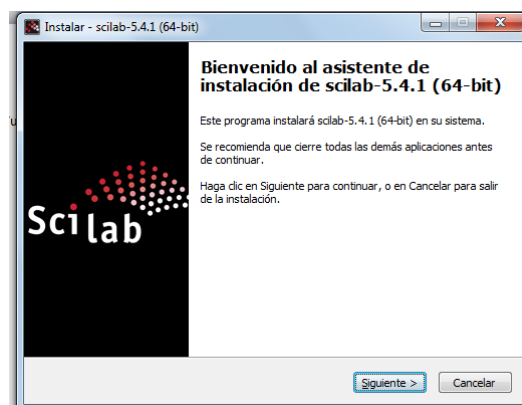 Instalar - scilab-5.4.1 (64-bit)
Bienvenido al asistente de
instalación de scilab-5.4.1 (64-bit)
Este programa instalará scilab-5.4.1 (64-bit) en su sistema.
Se recomienda que cierre todas las demás aplicaciones antes
de continuar.
Haga clic en Siguiente para continuar, o en Cancelar para salir
de la instalación.
Scilab
Siguiente >
Cancelar